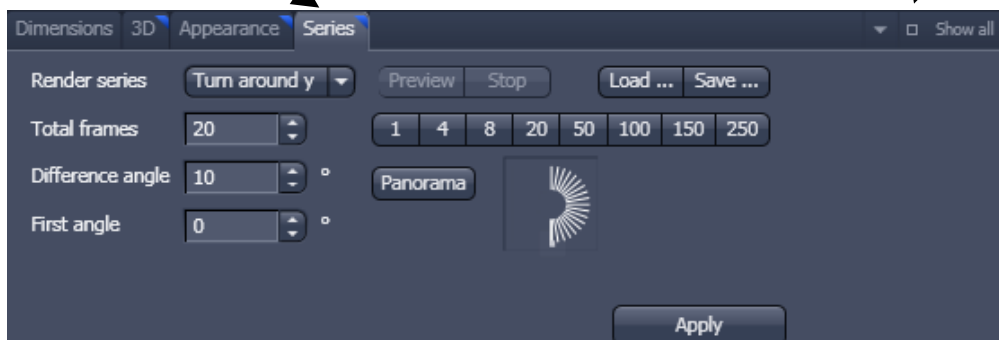 Dimensions 3D Appearance Series Show all
Render series Turn around y Preview Stop Load ... Save ...
Total frames 20 1 4 8 20 50 100 150 250
Difference angle 10 ° Panorama
First angle 0 °
Apply